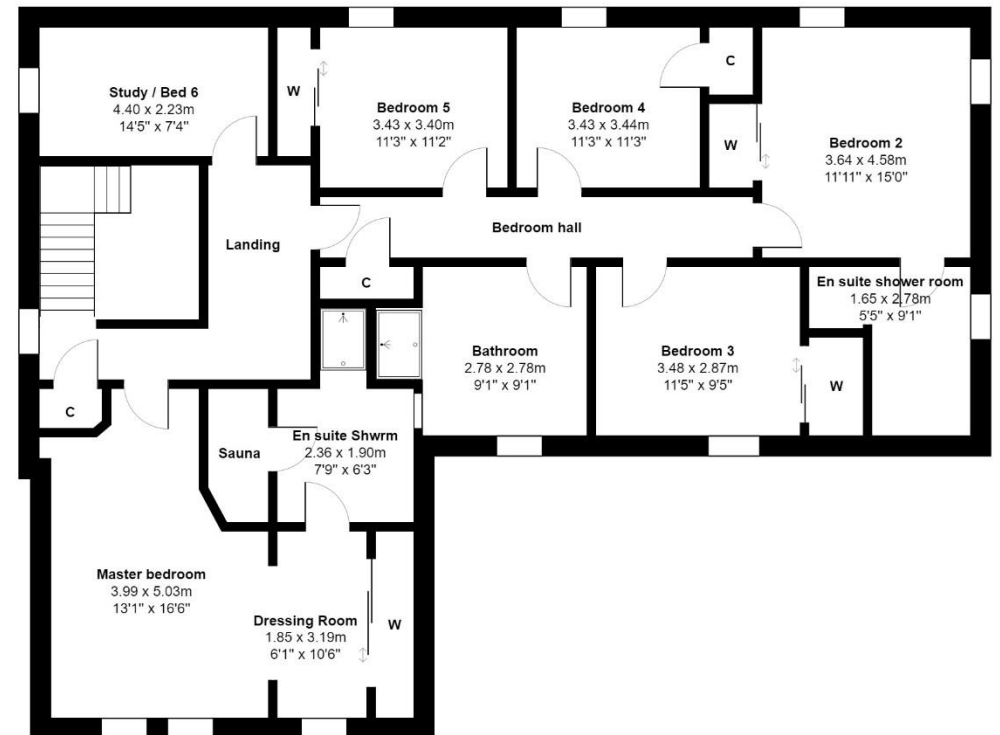 Study / Bed 6
4.40 x 2.23m
14'5" x 7'4"
W
Bedroom 5
3.43 x 3.40m
11'3" x 11'2"
Bedroom 4
3.43 x 3.44m
11'3" x 11'3"
C
W
Bedroom 2
3.64 x 4.58m
11'11" x 15'0"
Landing
Bedroom hall
C
En suite shower room
1.65 x 2.78m
5'5" x 9'1"
Bathroom
2.78 x 2.78m
9'1" x 9'1"
Bedroom 3
3.48 x 2.87m
11'5" x 9'5"
W
C
Sauna
En suite Shwrm
2.36 x 1.90m
7'9" x 6'3"
Master bedroom
3.99 x 5.03m
13'1" x 16'6"
Dressing Room
1.85 x 3.19m
6'1" x 10'6"
W